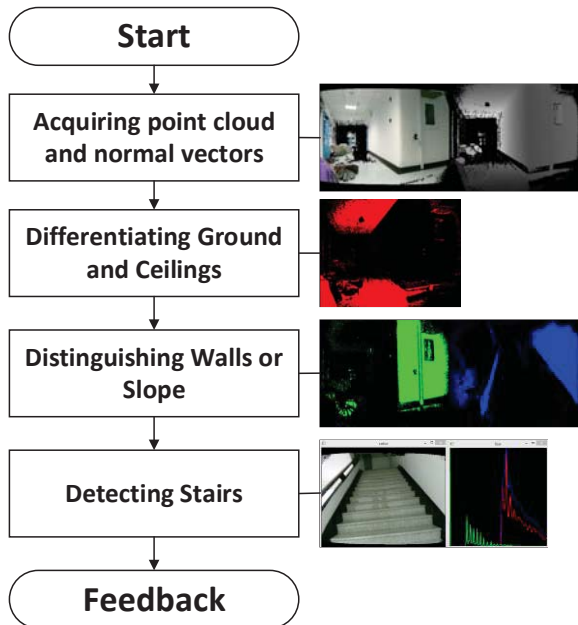 Start
Acquiring point cloud
and normal vectors
Differentiating Ground
and Ceilings
Distinguishing Walls or
Slope
Detecting Stairs
Feedback